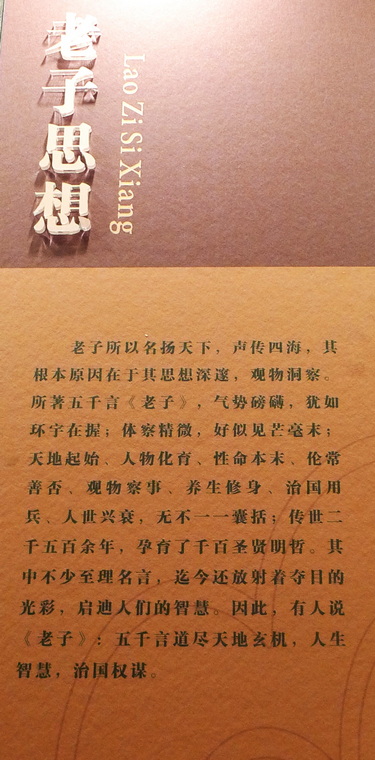 老子思想
Lao Zi Si Xiang
老子所以名扬天下，声传四海，其
根本原因在于其思想深邃，观物洞察。
所著五千言《老子》，气势磅礴，犹如
环宇在握；体察精微，好似见芒毫末；
天地起始、人物化育、性命本末、伦常
善否、观物察事、养生修身、治国用
兵、人世兴衰，无不一一囊括；传世二
千五百余年，孕育了千百圣贤明哲。其
中不少至理名言，迄今还放射着夺目的
光彩，启迪人们的智慧。因此，有人说
《老子》：五千言道尽天地玄机，人生
智慧，治国权谋。